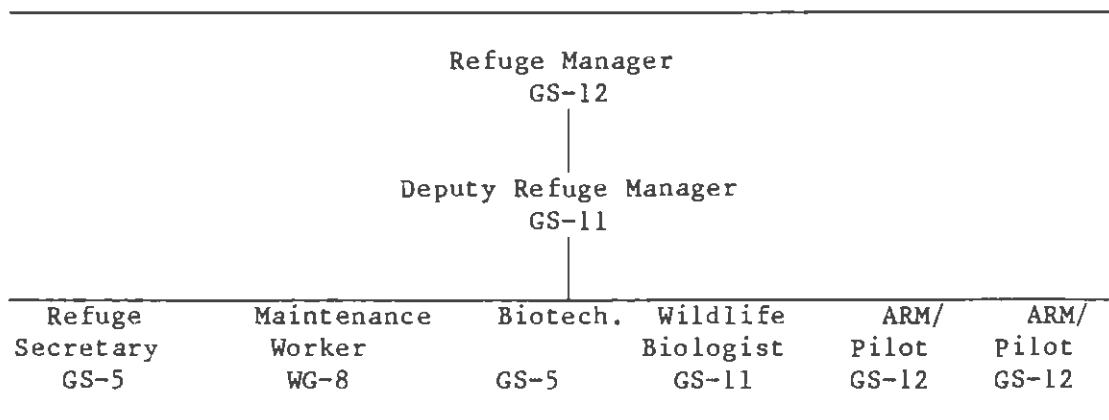 Refuge Manager
GS-12
Deputy Refuge Manager
GS-11
Refuge Maintenance Biotech. Wildlife ARM/ ARM/
Secretary Worker Biologist Pilot Pilot
GS-5 WG-8 GS-5 GS-11 GS-12 GS-12